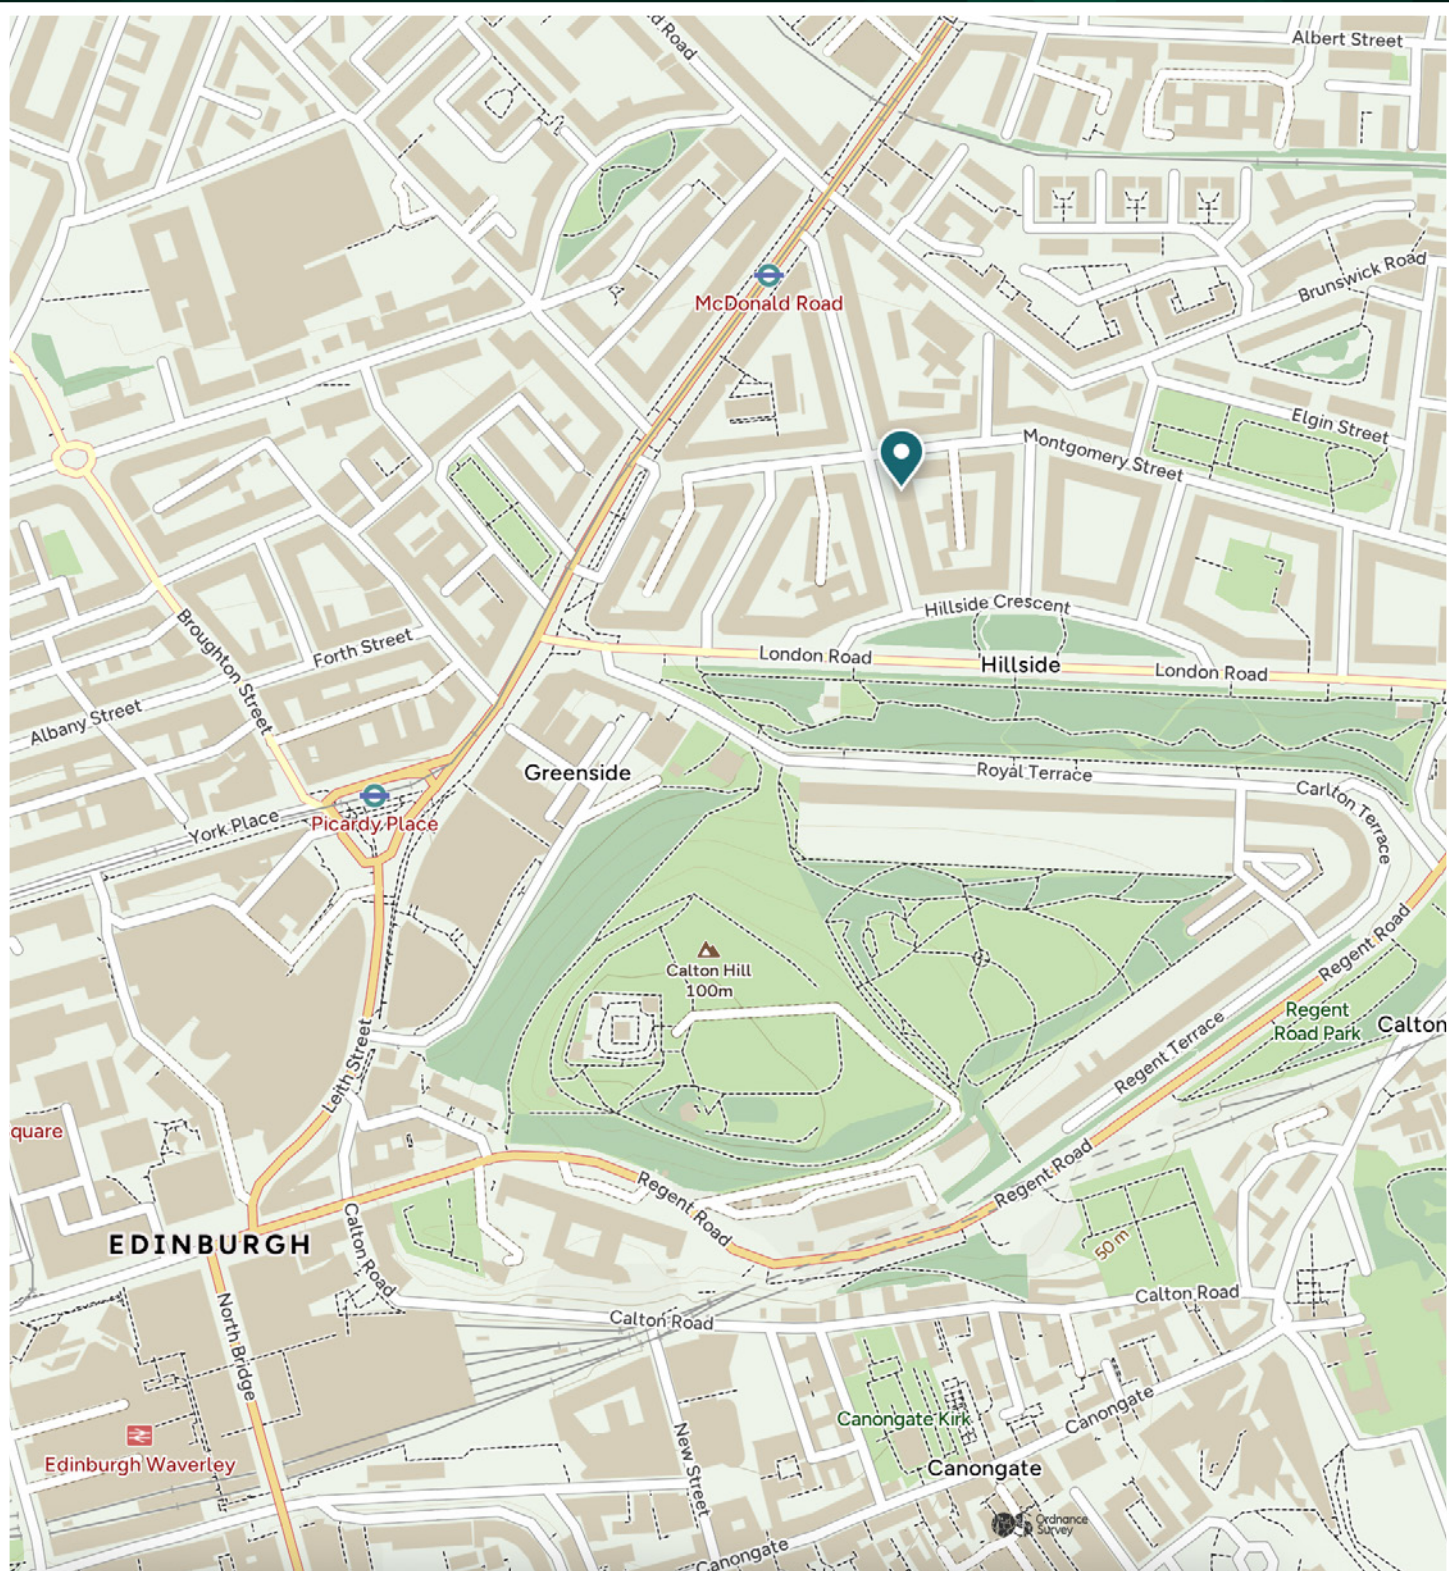 d Road
Albert Street
McDonald Road
Brunswick Road
Elgin Street
Montgomery Street
Hillside Crescent
Broughton Street
Forth Street
London Road
Hillside
London Road
Albany Street
Greenside
Royal Terrace
Carlton Terrace
York Place
Picardy Place
Calton Hill
100m
Regent Road
Regent
Road Park
Calton
Leith Street
Regent Terrace
quare
Regent Road
Regent Road
EDINBURGH
Calton Road
50 m
Calton Road
Calton Road
North Bridge
Canongate Kirk
Canongate
Edinburgh Waverley
New Street
Canongate
Ordnance
Survey
Canongate